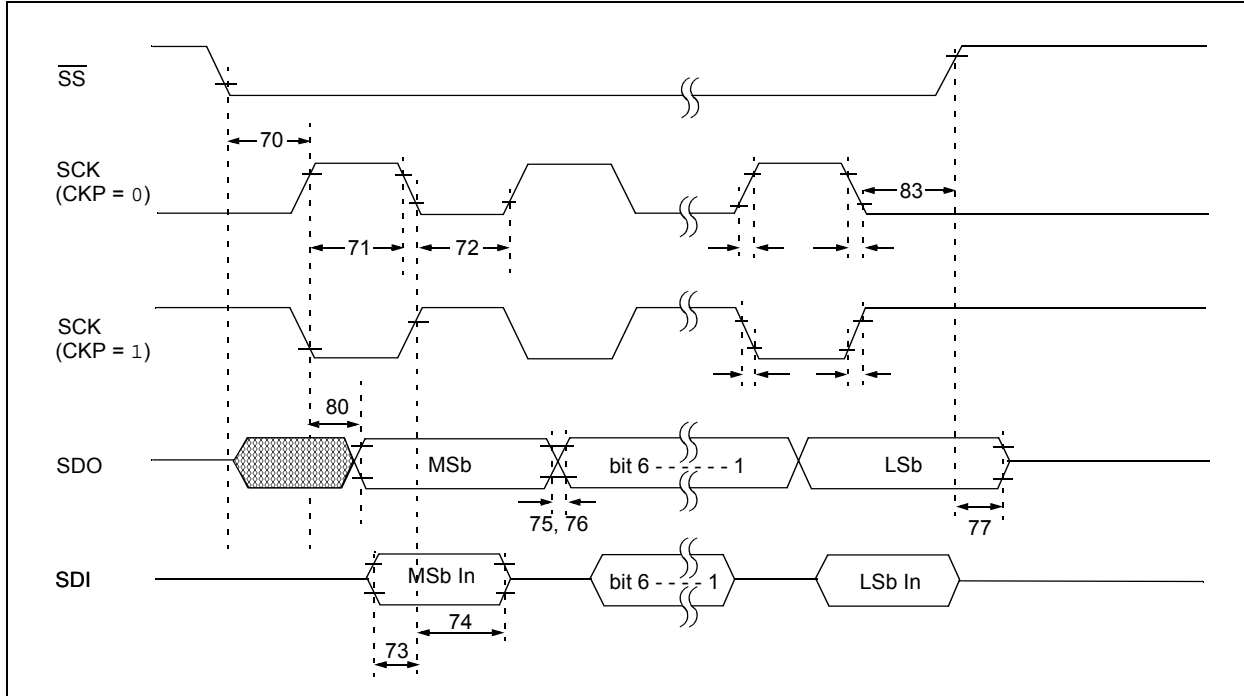 SS
70
SCK
(CKP = 0)
83
71
72
SCK
(CKP = 1)
80
SDO
MSb
bit 6 - - - - - - 1
LSb
75, 76
77
SDI
MSb In
bit 6 - - - - 1
LSb In
74
73